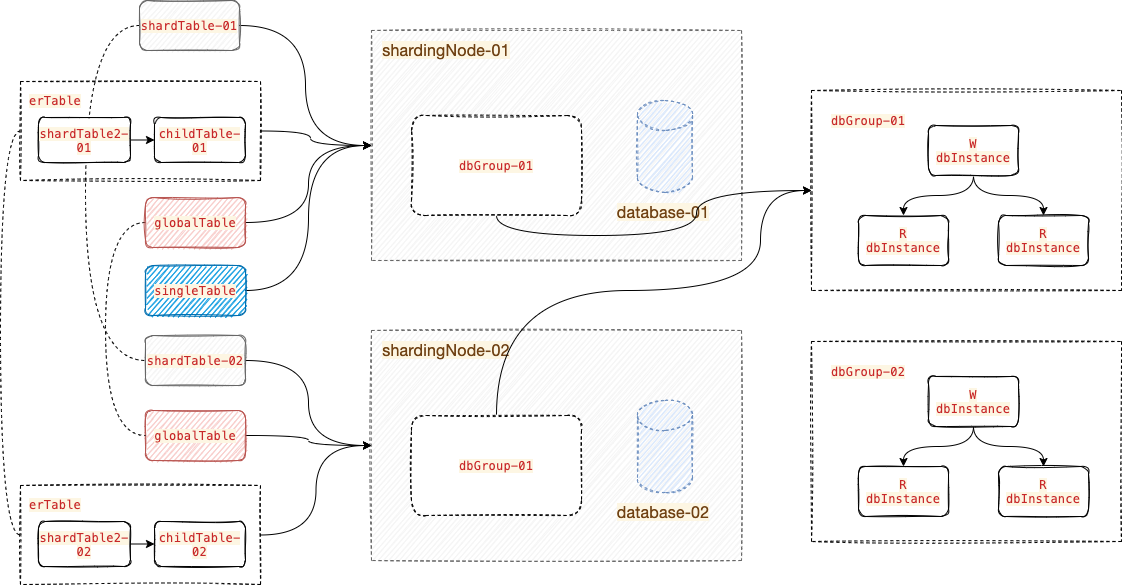 shardTable-01
erTable
shardTable2-
01
childTable-
01
globalTable
singleTable
shardTable-02
globalTable
erTable
shardTable2-
02
childTable-
02
shardingNode-01
dbGroup-01
database-01
shardingNode-02
dbGroup-01
database-02
dbGroup-01
W
dbInstance
R
dbInstance
R
dbInstance
dbGroup-02
W
dbInstance
R
dbInstance
R
dbInstance